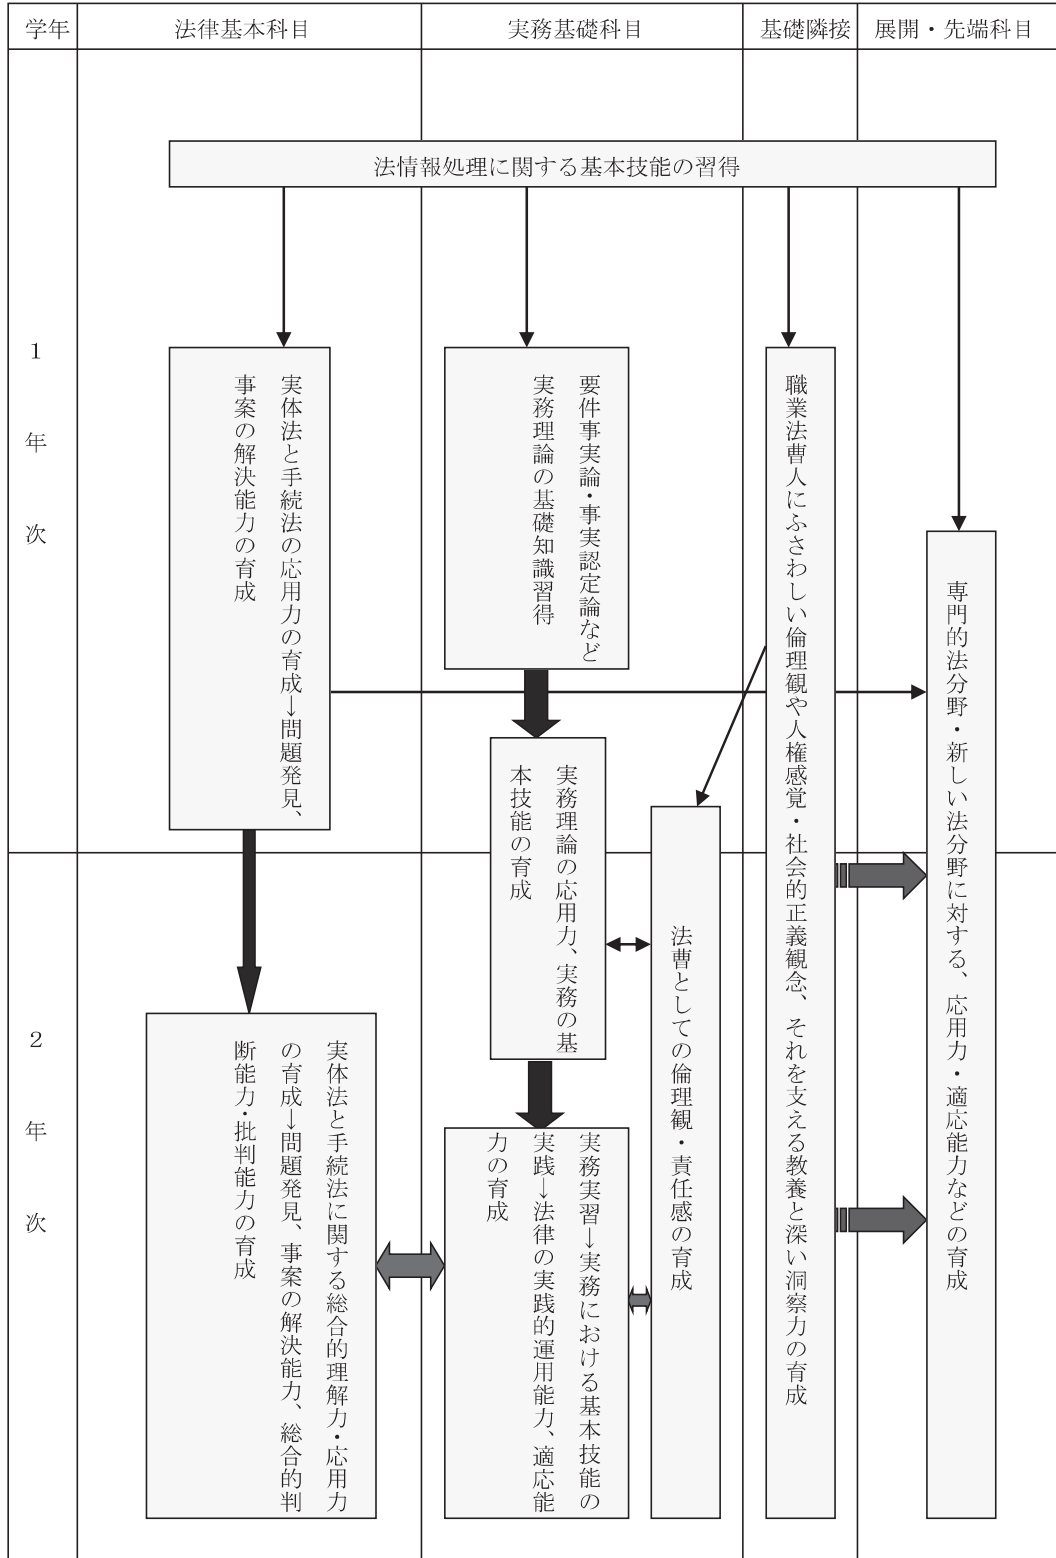 学年
法律基本科目
実務基礎科目
基礎隣接
展開・先端科目
法情報処理に関する基本技能の習得
1年次
実体法と手続法の応用力の育成→問題発見、
事案の解決能力の育成
要件事実論・事実認定論など
実務理論の基礎知識習得
職業法曹人にふさわしい倫理観や人権感覚・社会的正義観念、それを支える教養と深い洞察力の育成
専門的法分野・新しい法分野に対する、応用力・適応能力などの育成
実務理論の応用力、実務の基
本技能の育成
法曹としての倫理観・責任感の育成
2年次
実体法と手続法に関する総合的理解力・応用力
の育成→問題発見、事案の解決能力、総合的判
断能力・批判能力の育成
実務実習→実務における基本技能の
実践→法律の実践的運用能力、適応能
力の育成